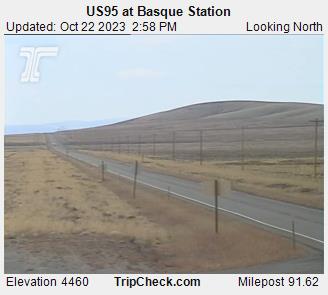 US95 at Basque Station
Updated: Oct 22 2023 2:58 PM Looking North
Elevation 4460 TripCheck.com Milepost 91.62